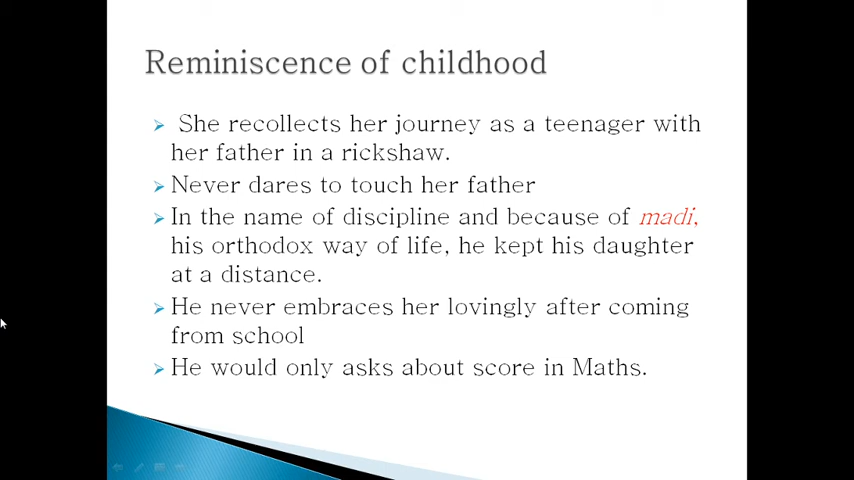 Reminiscence of childhood
She recollects her journey as a teenager with
her father in a rickshaw.
Never dares to touch her father
In the name of discipline and because of madi,
his orthodox way of life, he kept his daughter
at a distance.
He never embraces her lovingly after coming
from school
He would only asks about score in Maths.